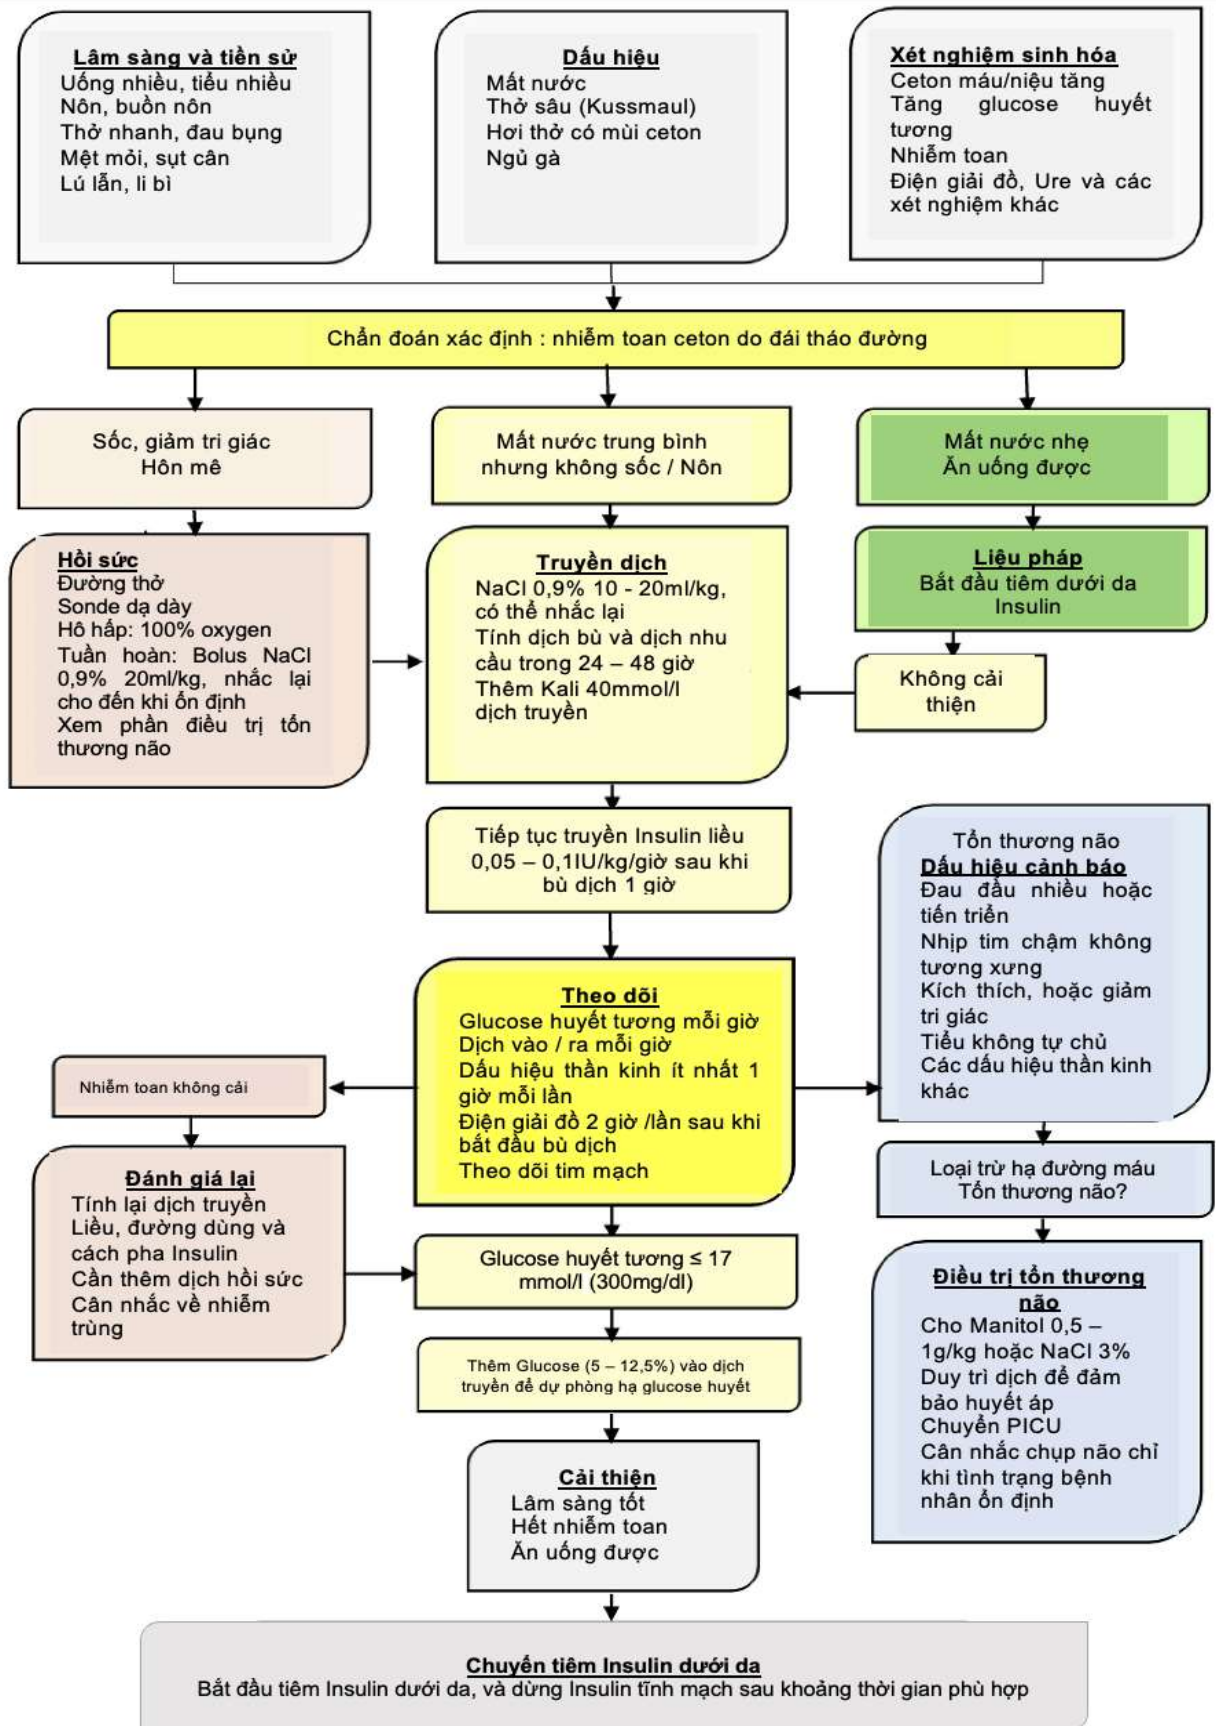 Lâm sàng và tiền sử
Uống nhiều, tiểu nhiều
Nôn, buồn nôn
Thở nhanh, đau bụng
Mệt mỏi, sụt cân
Lú lẫn, li bì
Dấu hiệu
Mất nước
Thở sâu (Kussmaul)
Hơi thở có mùi ceton
Ngủ gà
Xét nghiệm sinh hóa
Ceton máu/niệu tăng
Tăng glucose huyết
tương
Nhiễm toan
Điện giải đồ, Ure và các
xét nghiệm khác
Chẩn đoán xác định : nhiễm toan ceton do đái tháo đường
Sốc, giảm tri giác
Hôn mê
Mất nước trung bình
nhưng không sốc / Nôn
Mất nước nhẹ
Ăn uống được
Hồi sức
Đường thở
Sonde dạ dày
Hô hấp: 100% oxygen
Tuần hoàn: Bolus NaCl
0,9% 20ml/kg, nhắc lại
cho đến khi ổn định
Xem phần điều trị tổn
thương não
Truyền dịch
NaCl 0,9% 10 - 20ml/kg,
có thể nhắc lại
Tính dịch bù và dịch nhu
cầu trong 24 – 48 giờ
Thêm Kali 40mmol/l
dịch truyền
Liệu pháp
Bắt đầu tiêm dưới da
Insulin
Không cải
thiện
Tiếp tục truyền Insulin liều
0,05 – 0,1IU/kg/giờ sau khi
bù dịch 1 giờ
Tổn thương não
Dấu hiệu cảnh báo
Đau đầu nhiều hoặc
tiến triển
Nhịp tim chậm không
tương xưng
Kích thích, hoặc giảm
tri giác
Tiểu không tự chủ
Các dấu hiệu thần kinh
khác
Theo dõi
Glucose huyết tương mỗi giờ
Dịch vào / ra mỗi giờ
Dấu hiệu thần kinh ít nhất 1
giờ mỗi lần
Điện giải đồ 2 giờ /lần sau khi
bắt đầu bù dịch
Theo dõi tim mạch
Nhiễm toan không cải
Đánh giá lại
Tính lại dịch truyền
Liều, đường dùng và
cách pha Insulin
Cần thêm dịch hồi sức
Cân nhắc về nhiễm
trùng
Loại trừ hạ đường máu
Tổn thương não?
Glucose huyết tương ≤ 17
mmol/l (300mg/dl)
Điều trị tổn thương
não
Cho Manitol 0,5 –
1g/kg hoặc NaCl 3%
Duy trì dịch để đảm
bảo huyết áp
Chuyển PICU
Cân nhắc chụp não chỉ
khi tình trạng bệnh
nhân ổn định
Thêm Glucose (5 – 12,5%) vào dịch
truyền để dự phòng hạ glucose huyết
Cải thiện
Lâm sàng tốt
Hết nhiễm toan
Ăn uống được
Chuyển tiêm Insulin dưới da
Bắt đầu tiêm Insulin dưới da, và dừng Insulin tĩnh mạch sau khoảng thời gian phù hợp